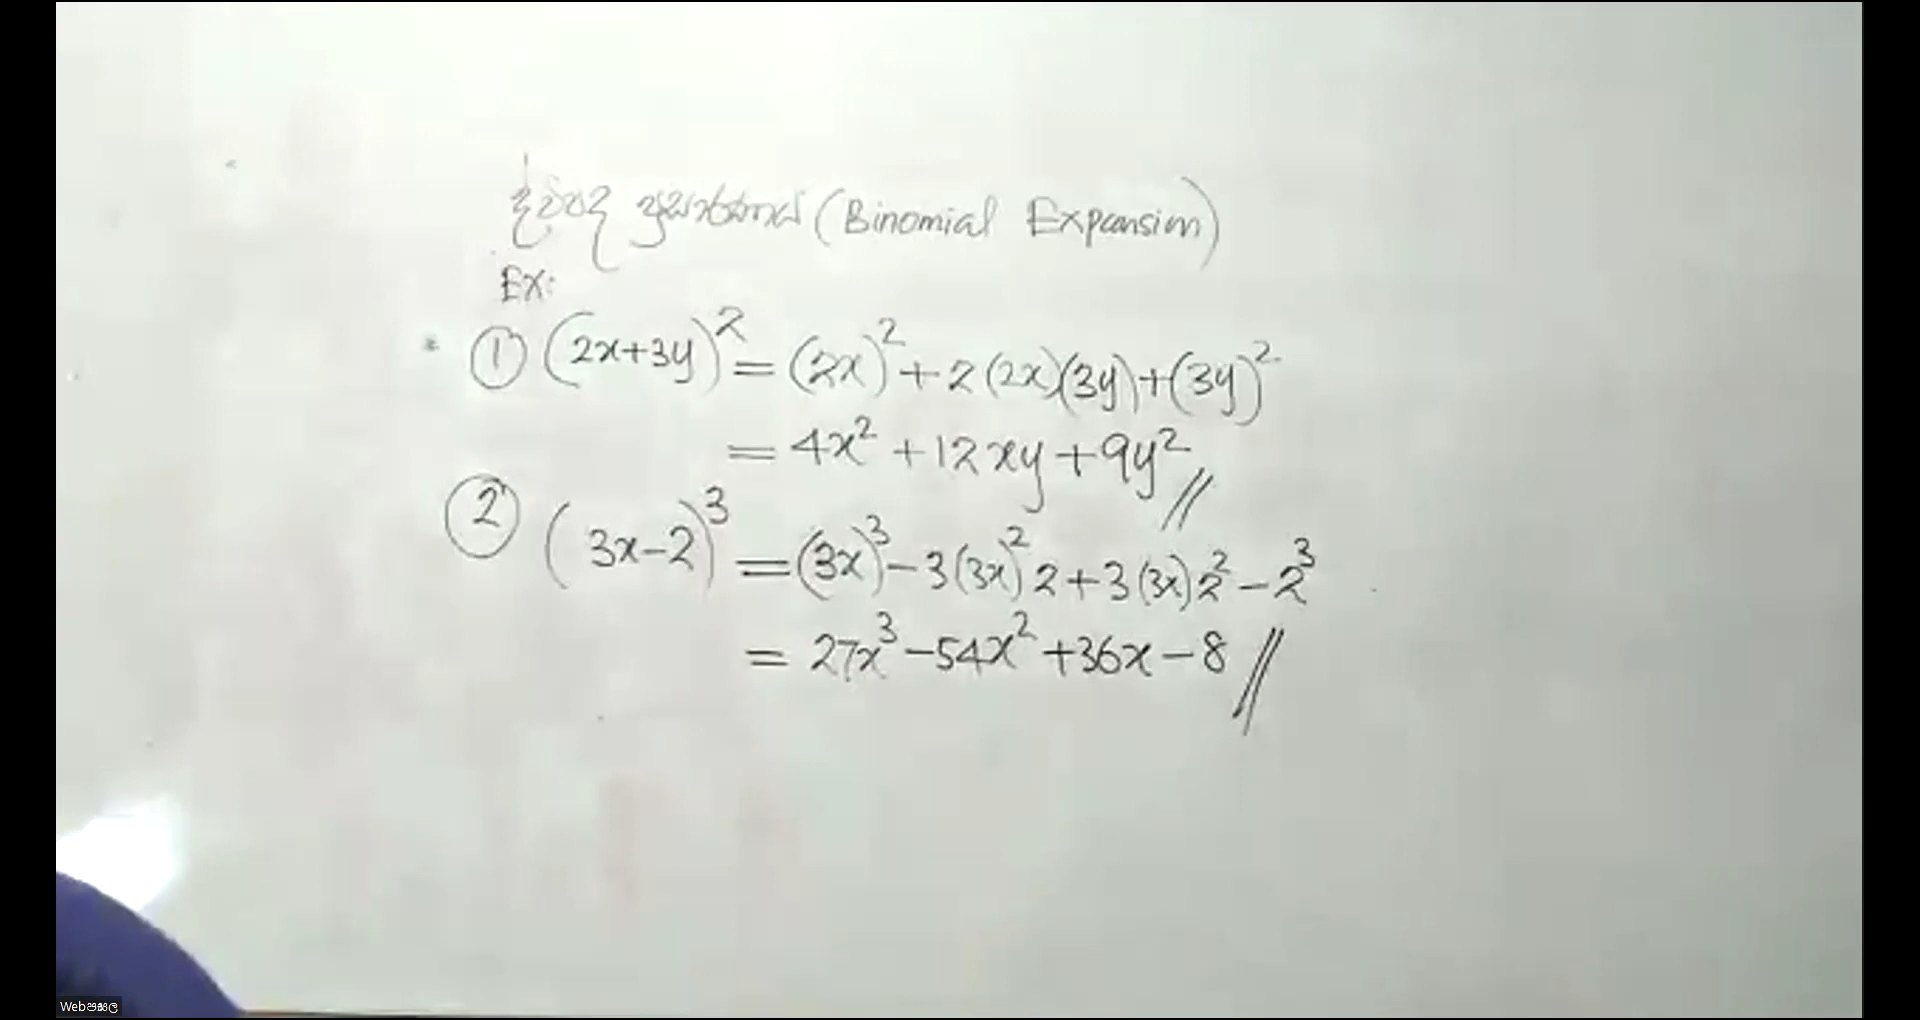 ද්විපද ප්‍රසාරණය (Binomial Expansion)
Ex:
① (2x+3y)² = (2x)² + 2(2x)(3y) + (3y)²
= 4x² + 12xy + 9y² //
② (3x-2)³ = (3x)³ - 3(3x)² 2 + 3(3x) 2² - 2³
= 27x³ - 54x² + 36x - 8 //